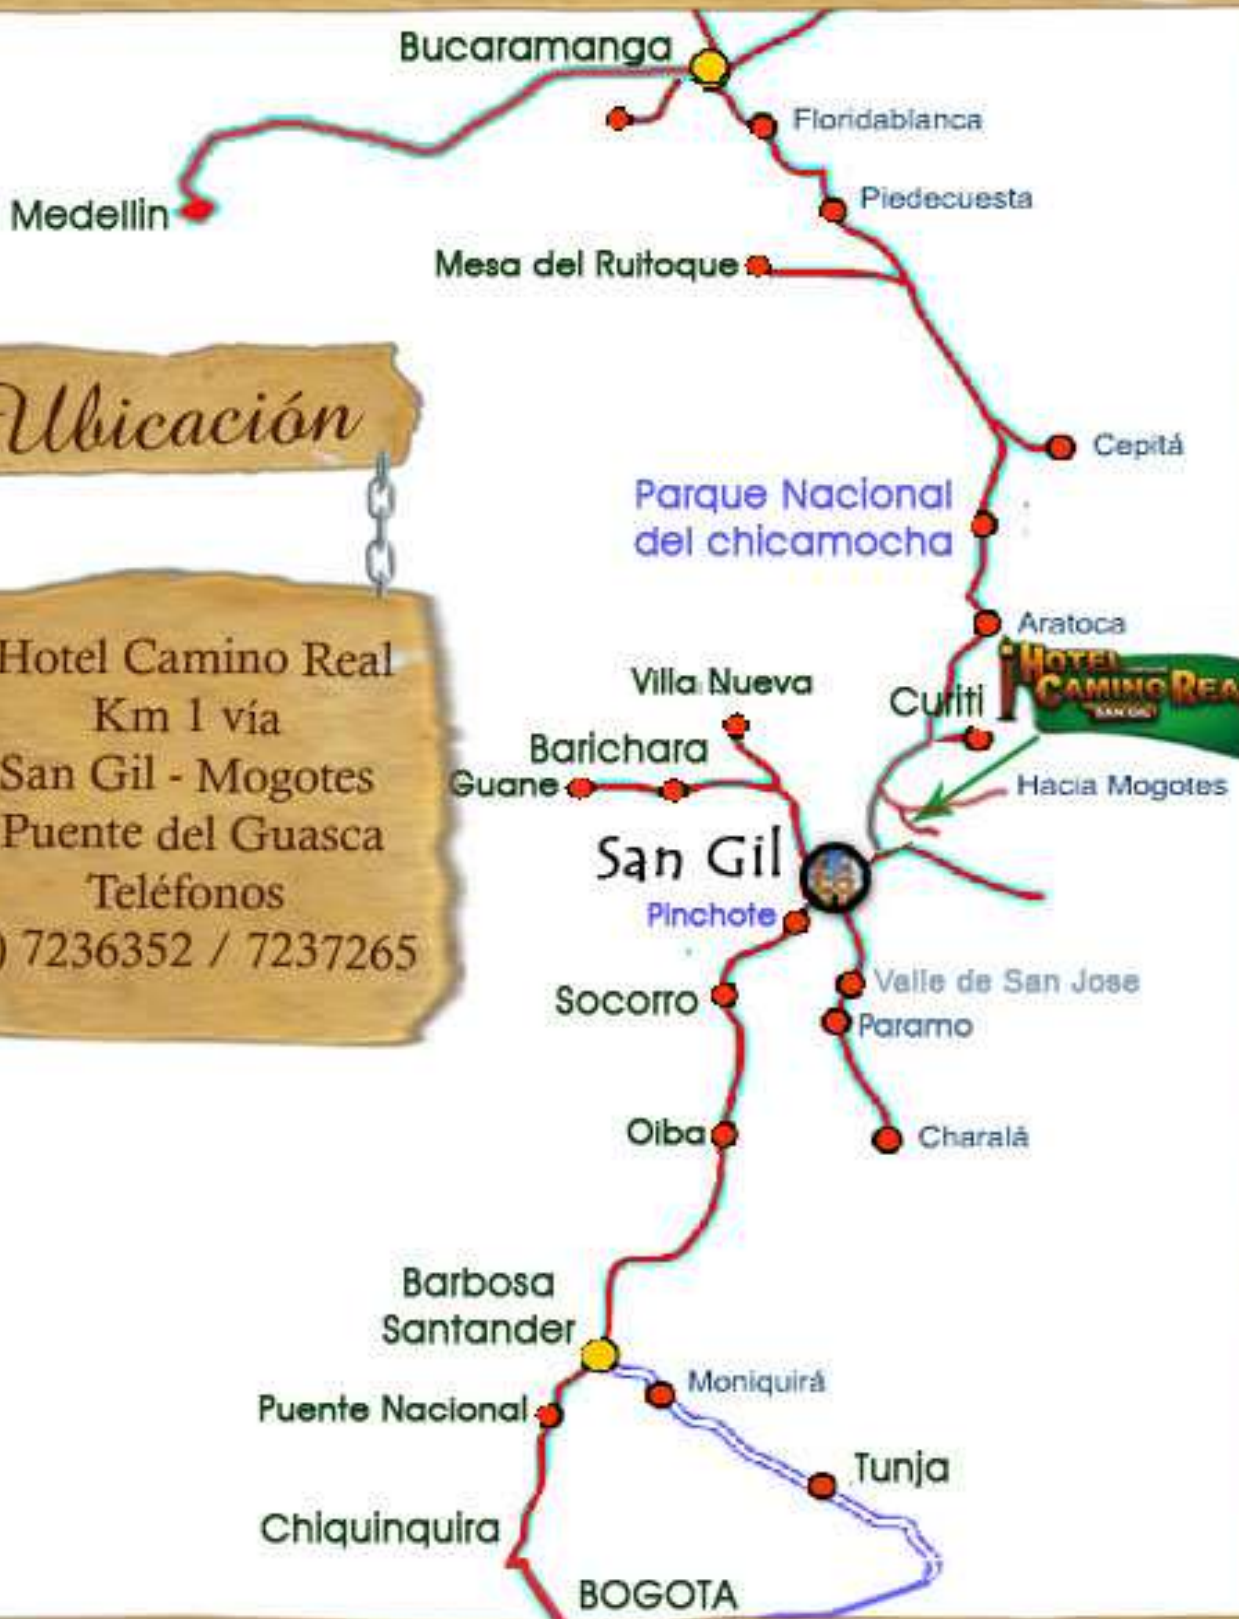 Bucaramanga
Floridablanca
Piedecuesta
Medellin
Mesa del Ruitoque
Ubicación
Cepitá
Parque Nacional
del chicamocha
Aratoca
Hotel Camino Real
Km 1 vía
San Gil - Mogotes
Puente del Guasca
Teléfonos
) 7236352 / 7237265
HOTEL
CAMINO REA
SAN GIL
Villa Nueva
Curiti
Barichara
Guane
Hacia Mogotes
San Gil
Pinchote
Valle de San Jose
Socorro
Paramo
Oiba
Charalá
Barbosa
Santander
Moniquirá
Puente Nacional
Tunja
Chiquinquira
BOGOTA